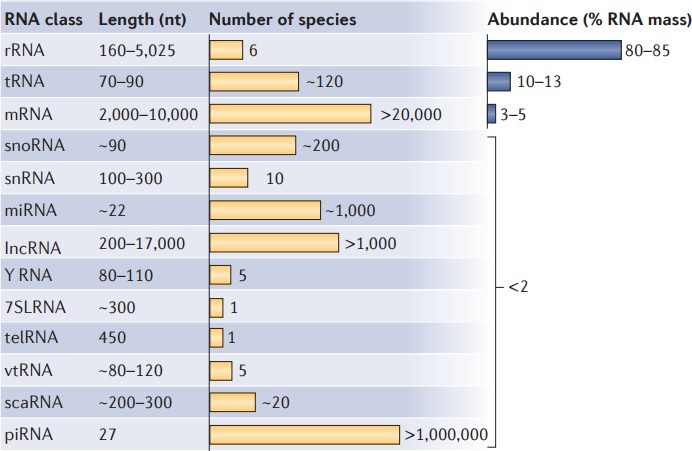 RNA class Length (nt) Number of species Abundance (% RNA mass)
rRNA 160–5,025 6 80–85
tRNA 70–90 ~120 10–13
mRNA 2,000–10,000 >20,000 3–5
snoRNA ~90 ~200
snRNA 100–300 10
miRNA ~22 ~1,000
lncRNA 200–17,000 >1,000
Y RNA 80–110 5
<2
7SLRNA ~300 1
telRNA 450 1
vtRNA ~80–120 5
scaRNA ~200–300 ~20
piRNA 27 >1,000,000